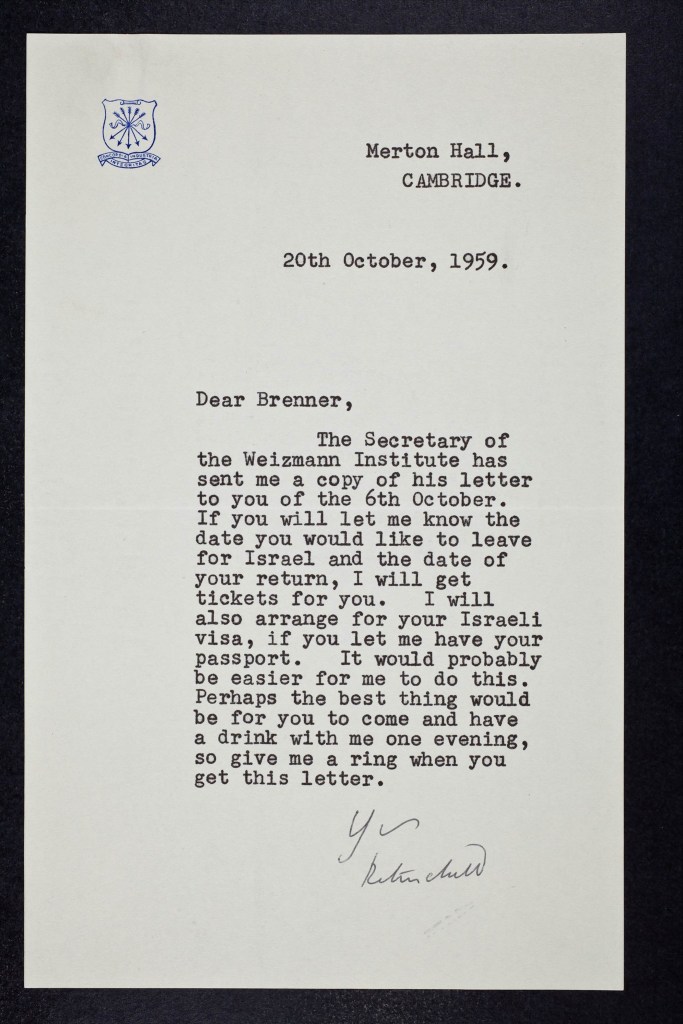 Merton Hall,
CAMBRIDGE.
20th October, 1959.
Dear Brenner,
The Secretary of
the Weizmann Institute has
sent me a copy of his letter
to you of the 6th October.
If you will let me know the
date you would like to leave
for Israel and the date of
your return, I will get
tickets for you. I will
also arrange for your Israeli
visa, if you let me have your
passport. It would probably
be easier for me to do this.
Perhaps the best thing would
be for you to come and have
a drink with me one evening,
so give me a ring when you
get this letter.
Rothschild